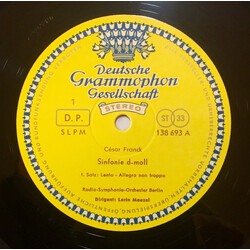 Deutsche
Grammophon
Gesellschaft
STEREO
1
D. P.
ST 33
S L P M
138 693 A
César Franck
Sinfonie d-moll
1. Satz: Lento - Allegro non troppo
Radio-Symphonie-Orchester Berlin
Dirigent: Lorin Maazel